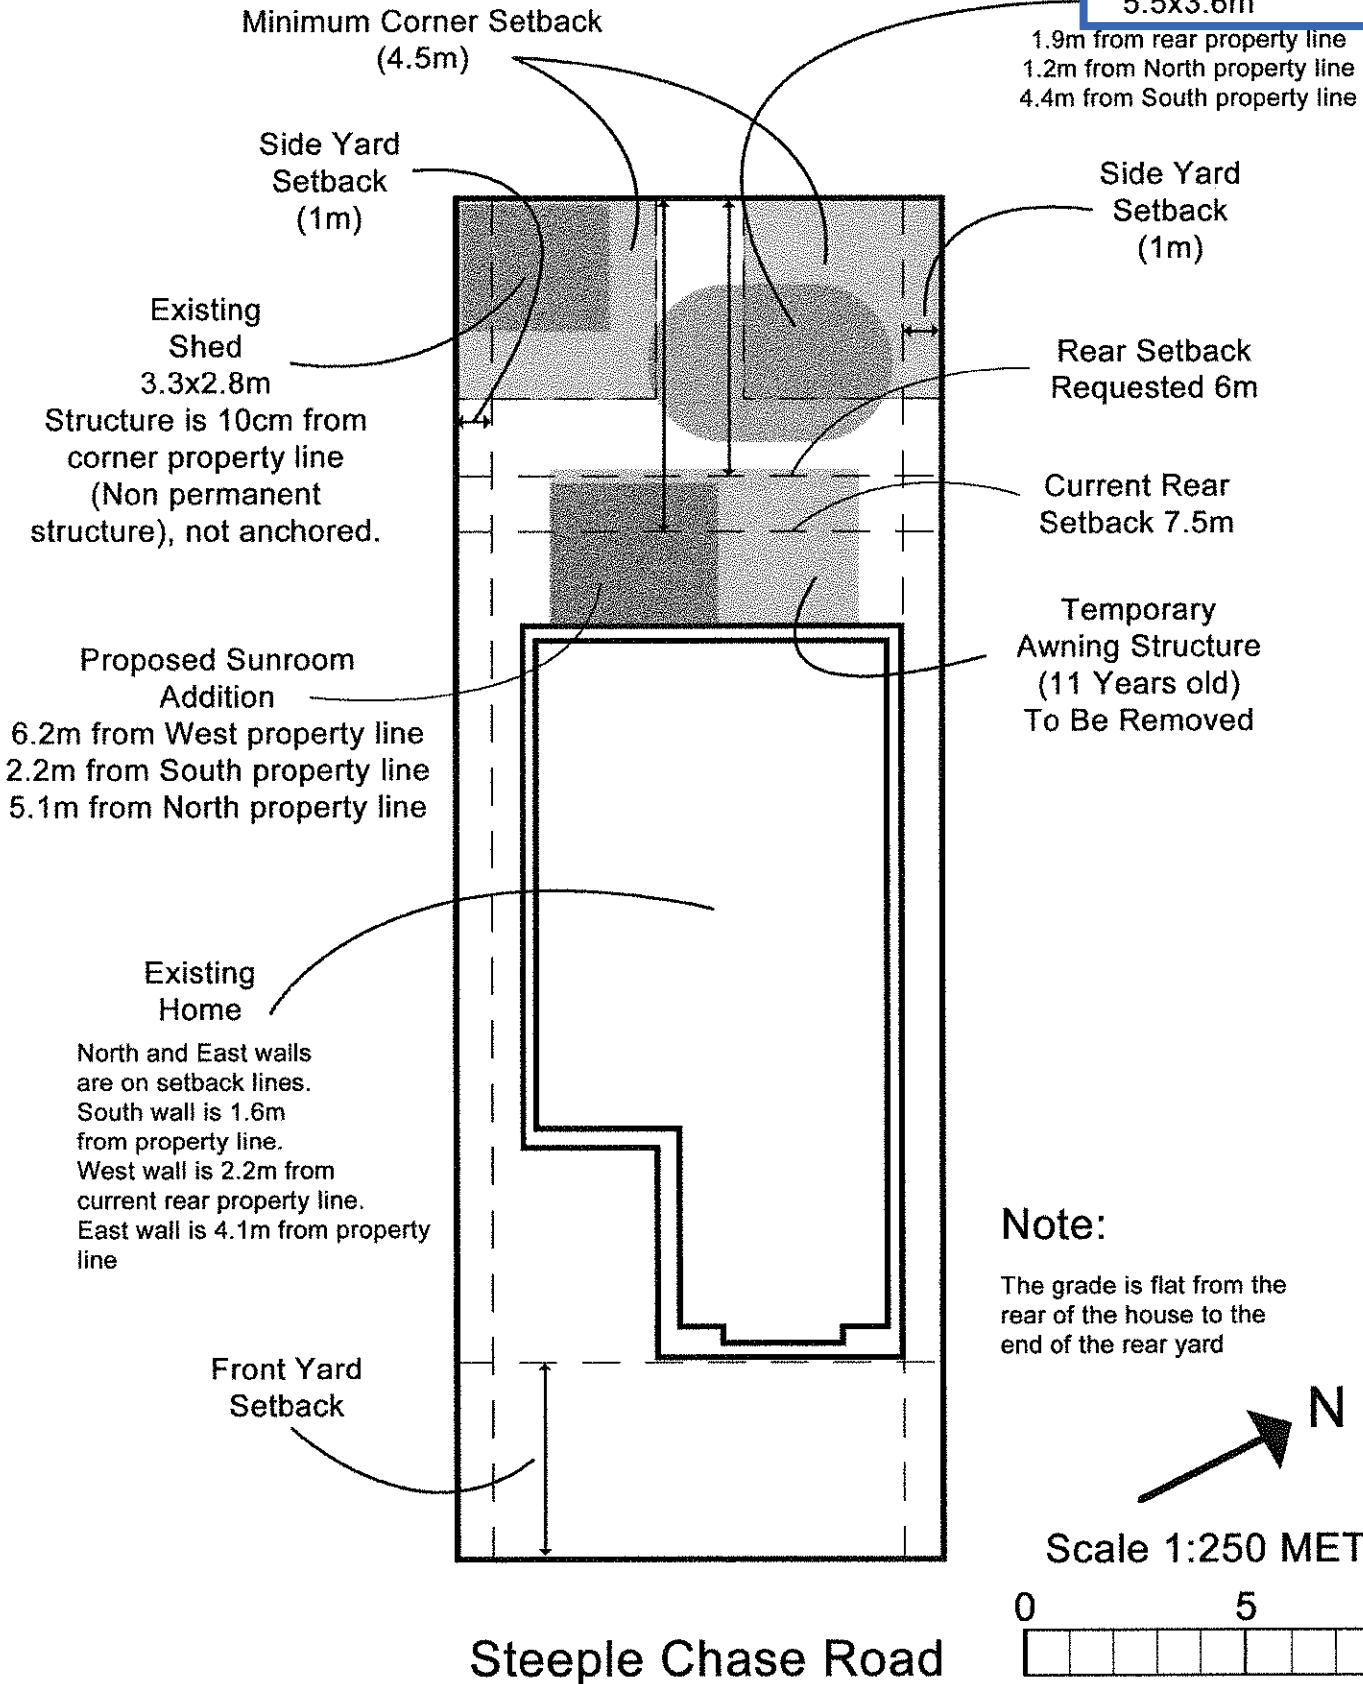 Minimum Corner Setback
(4.5m)
5.5x3.6m
1.9m from rear property line
1.2m from North property line
4.4m from South property line
Side Yard
Setback
(1m)
Side Yard
Setback
(1m)
Existing
Shed
3.3x2.8m
Structure is 10cm from
corner property line
(Non permanent
structure), not anchored.
Rear Setback
Requested 6m
Current Rear
Setback 7.5m
Temporary
Awning Structure
(11 Years old)
To Be Removed
Proposed Sunroom
Addition
6.2m from West property line
2.2m from South property line
5.1m from North property line
Existing
Home
North and East walls
are on setback lines.
South wall is 1.6m
from property line.
West wall is 2.2m from
current rear property line.
East wall is 4.1m from property
line
Note:
The grade is flat from the
rear of the house to the
end of the rear yard
Front Yard
Setback
N
Scale 1:250 MET
0 5
Steeple Chase Road